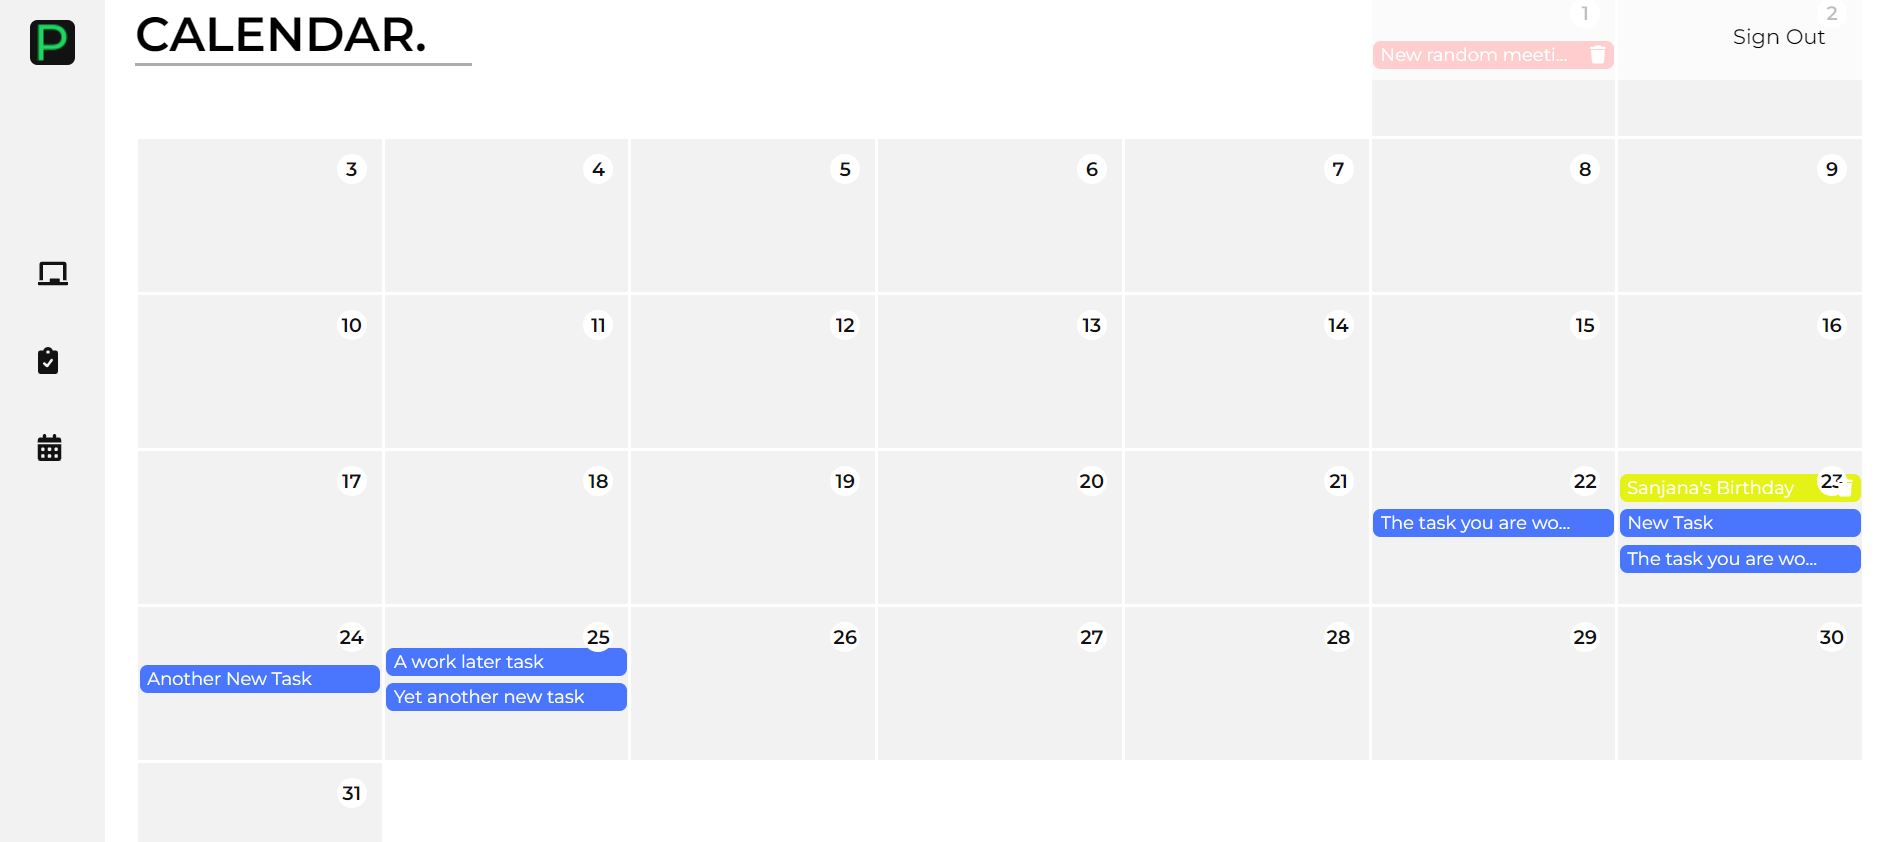 P
CALENDAR.
1
2
Sign Out
New random meeti...
3
4
5
6
7
8
9
10
11
12
13
14
15
16
17
18
19
20
21
22
23
Sanjana's Birthday
The task you are wo...
New Task
The task you are wo...
24
25
26
27
28
29
30
Another New Task
A work later task
Yet another new task
31